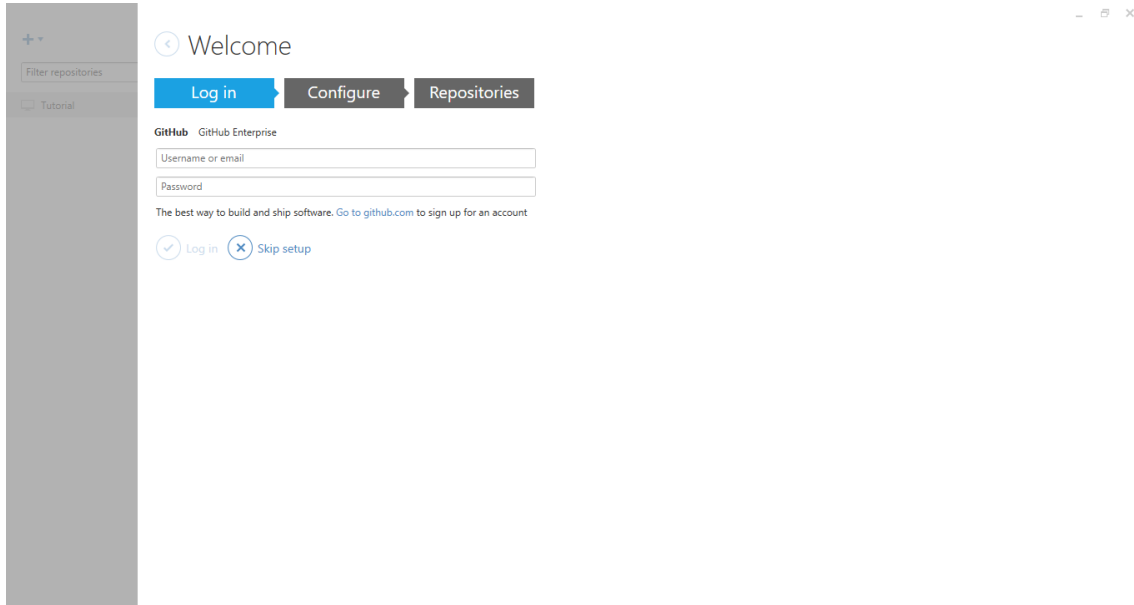 Welcome
Filter repositories
Tutorial
Log in
Configure
Repositories
GitHub GitHub Enterprise
Username or email
Password
The best way to build and ship software. Go to github.com to sign up for an account
Log in
Skip setup